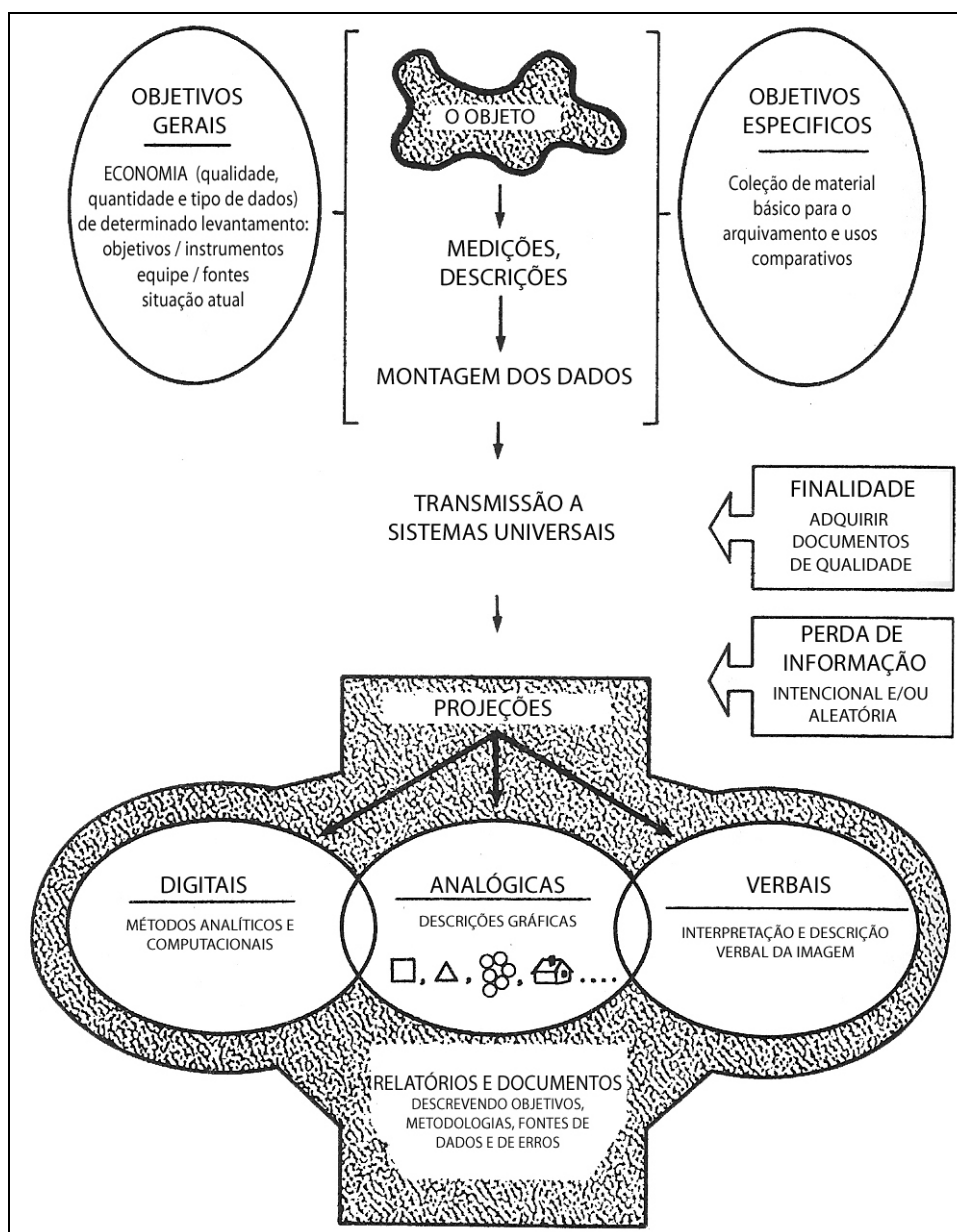 OBJETIVOS
GERAIS
ECONOMIA (qualidade,
quantidade e tipo de dados)
de determinado levantamento:
objetivos / instrumentos
equipe / fontes
situação atual
O OBJETO
MEDIÇÕES,
DESCRIÇÕES
MONTAGEM DOS DADOS
OBJETIVOS
ESPECIFICOS
Coleção de material
básico para o
arquivamento e usos
comparativos
TRANSMISSÃO A
SISTEMAS UNIVERSAIS
FINALIDADE
ADQUIRIR
DOCUMENTOS
DE QUALIDADE
PERDA DE
INFORMAÇÃO
INTENCIONAL E/OU
ALEATÓRIA
PROJEÇÕES
DIGITAIS
MÉTODOS ANALÍTICOS E
COMPUTACIONAIS
ANALÓGICAS
DESCRIÇÕES GRÁFICAS
VERBAIS
INTERPRETAÇÃO E DESCRIÇÃO
VERBAL DA IMAGEM
RELATÓRIOS E DOCUMENTOS
DESCREVENDO OBJETIVOS,
METODOLOGIAS, FONTES DE
DADOS E DE ERROS